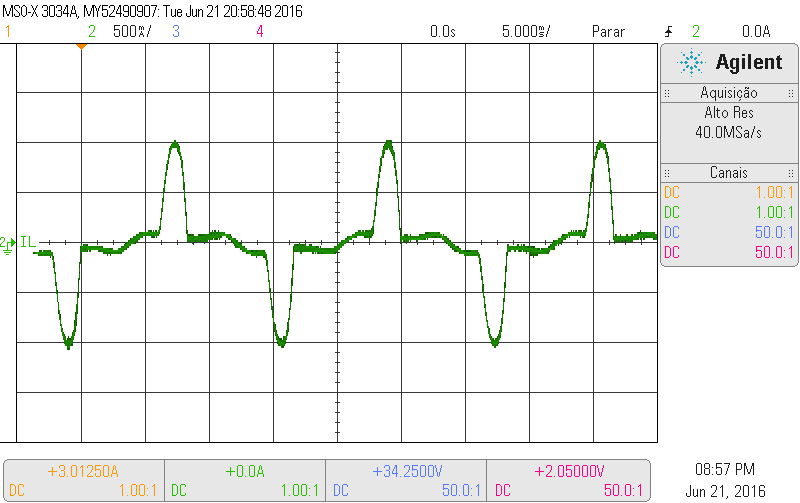 MSO-X 3034A, MY52490907: Tue Jun 21 20:58:48 2016
1 2 500%/ 3 4 0.0s 5.000%/ Parar 2 0.0A
Agilent
Aquisição
Alto Res
40.0MSa/s
Canais
DC 1.00:1
DC 1.00:1
DC 50.0:1
DC 50.0:1
2 IL
+3.01250A +0.0A +34.2500V +2.05000V
DC 1.00:1 DC 1.00:1 DC 50.0:1 DC 50.0:1
08:57 PM
Jun 21, 2016